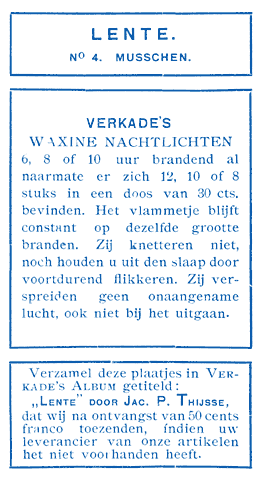 LENTE.
Nº 4. MUSSCHEN.
VERKADE'S
WAXINE NACHTLICHTEN
6, 8 of 10 uur brandend al
naarmate er zich 12, 10 of 8
stuks in een doos van 30 cts.
bevinden. Het vlammetje blijft
constant op dezelfde grootte
branden. Zij knetteren niet,
noch houden u uit den slaap door
voortdurend flikkeren. Zij ver-
spreiden geen onaangename
lucht, ook niet bij het uitgaan.
Verzamel deze plaatjes in VER-
KADE'S ALBUM getiteld:
„LENTE" DOOR JAC. P. THIJSSE,
dat wij na ontvangst van 50 cents
franco toezenden, indien uw
leverancier van onze artikelen
het niet voorhanden heeft.